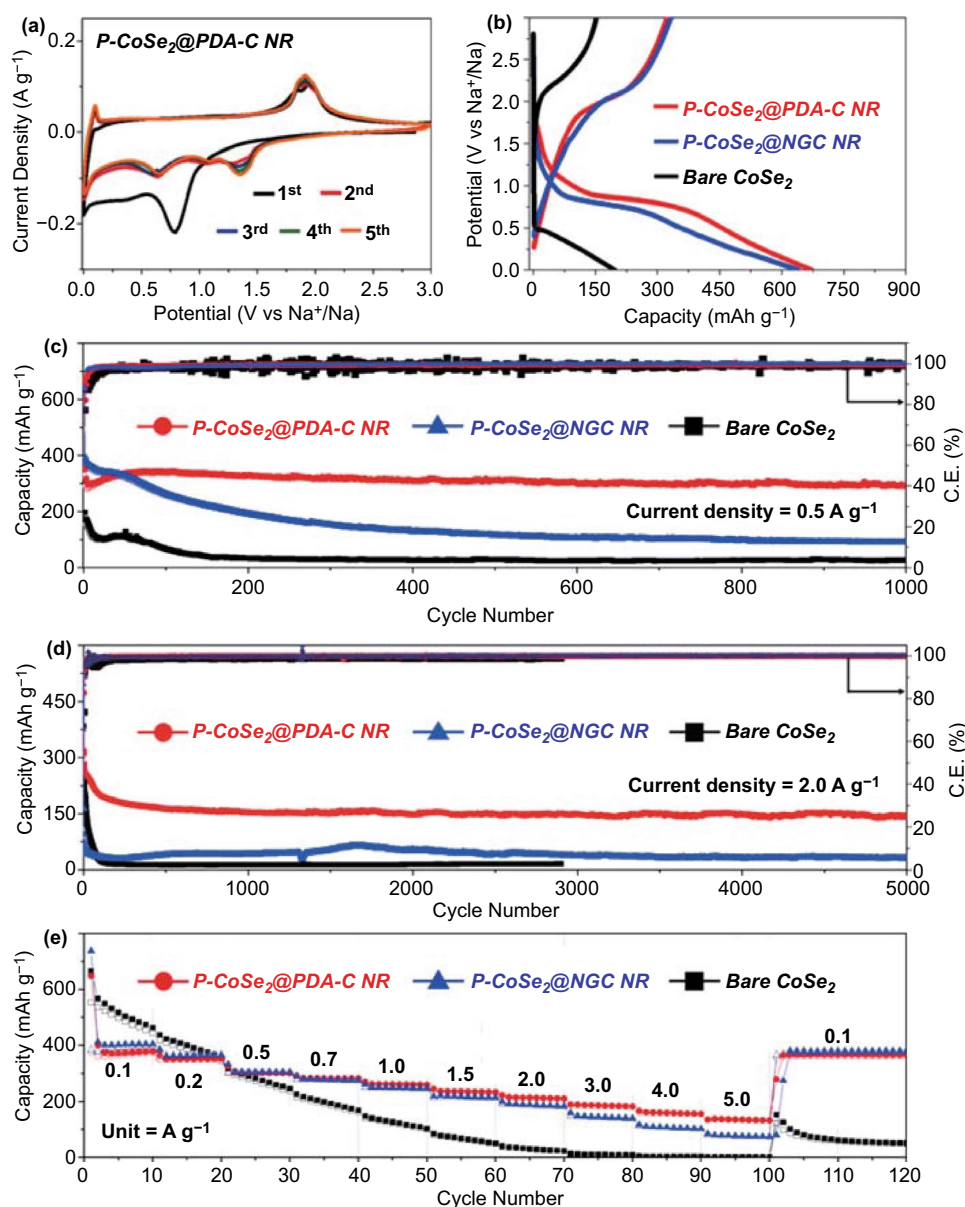 (a)
P-CoSe₂@PDA-C NR
0.2
0.0
−0.2
Current Density (A g⁻¹)
1ˢᵗ 2ⁿᵈ
3ʳᵈ 4ᵗʰ 5ᵗʰ
0.0 0.6 1.2 1.8 2.4 3.0
Potential (V vs Na⁺/Na)
(b)
2.5
2.0
1.5
1.0
0.5
0.0
Potential (V vs Na⁺/Na)
P-CoSe₂@PDA-C NR
P-CoSe₂@NGC NR
Bare CoSe₂
0 150 300 450 600 750 900
Capacity (mAh g⁻¹)
(c)
600
400
200
0
Capacity (mAh g⁻¹)
P-CoSe₂@PDA-C NR P-CoSe₂@NGC NR Bare CoSe₂
Current density = 0.5 A g⁻¹
100
80
60
40
20
0
C.E. (%)
0 200 400 600 800 1000
Cycle Number
(d)
450
300
150
0
Capacity (mAh g⁻¹)
P-CoSe₂@PDA-C NR P-CoSe₂@NGC NR Bare CoSe₂
Current density = 2.0 A g⁻¹
100
80
60
40
20
0
C.E. (%)
0 1000 2000 3000 4000 5000
Cycle Number
(e)
800
600
400
200
0
Capacity (mAh g⁻¹)
P-CoSe₂@PDA-C NR P-CoSe₂@NGC NR Bare CoSe₂
0.1 0.2 0.5 0.7 1.0 1.5 2.0 3.0 4.0 5.0 0.1
Unit = A g⁻¹
0 10 20 30 40 50 60 70 80 90 100 110 120
Cycle Number